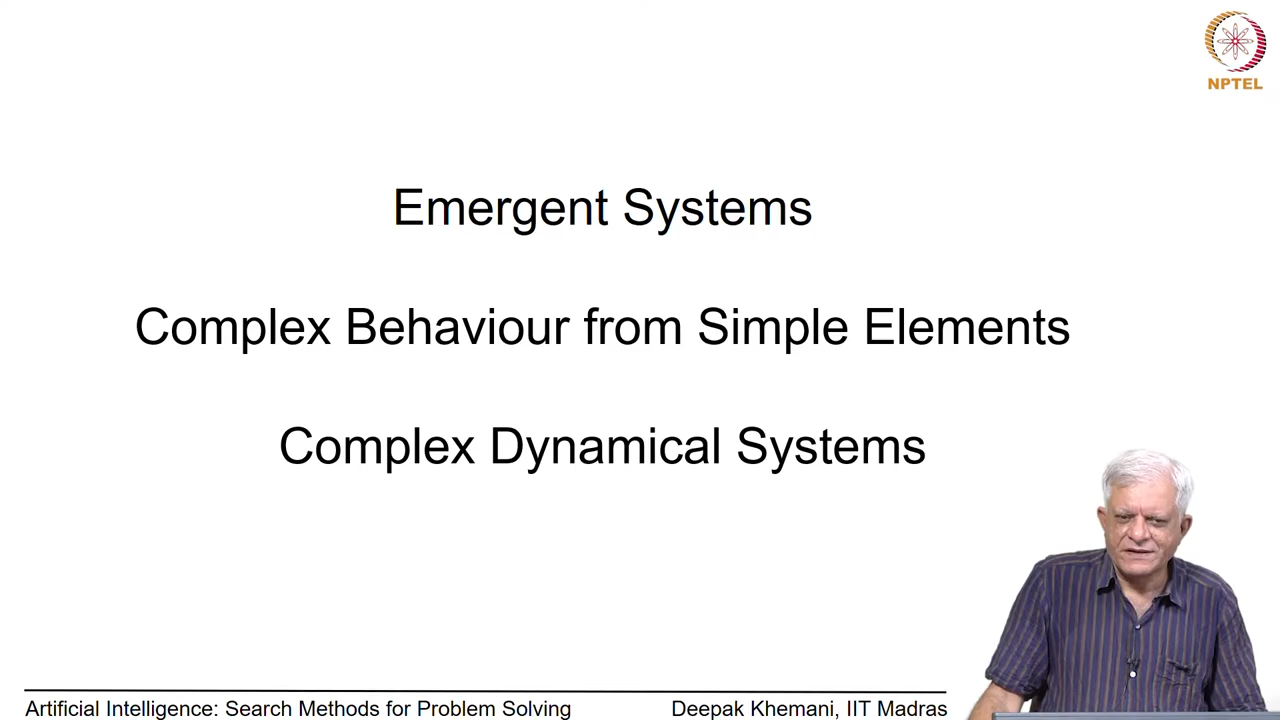 NPTEL
Emergent Systems
Complex Behaviour from Simple Elements
Complex Dynamical Systems
Artificial Intelligence: Search Methods for Problem Solving
Deepak Khemani, IIT Madras